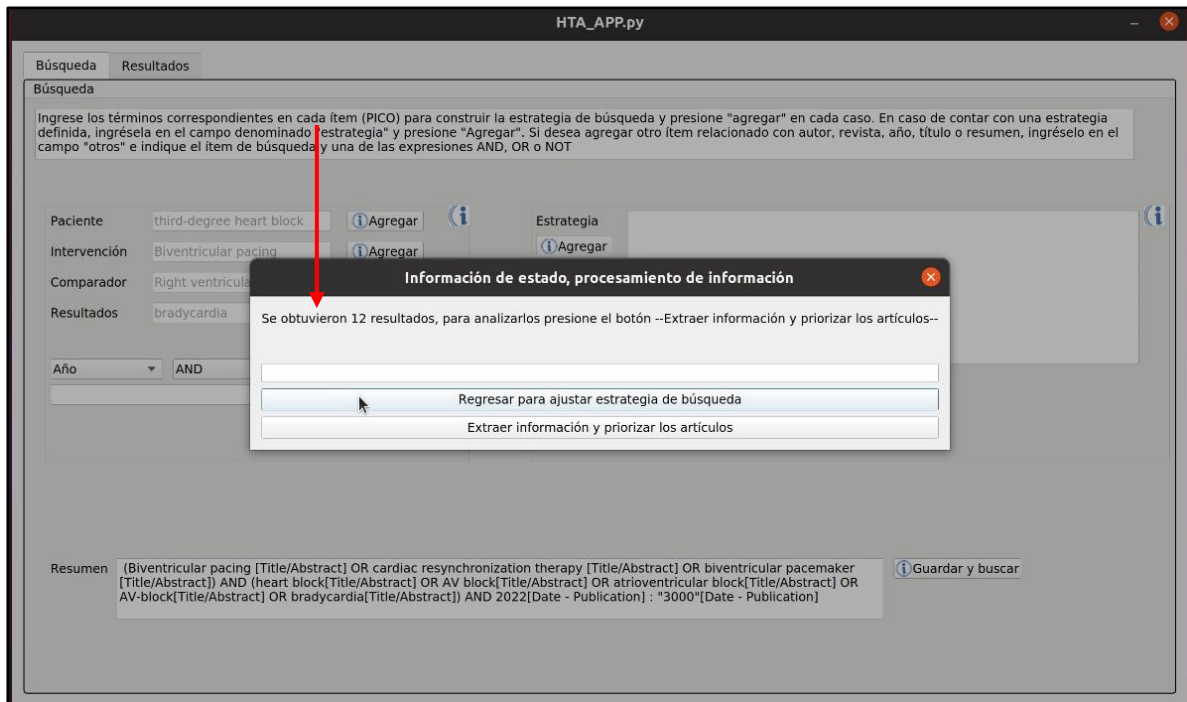 HTA_APP.py
Búsqueda Resultados
Búsqueda
Ingrese los términos correspondientes en cada ítem (PICO) para construir la estrategia de búsqueda y presione "agregar" en cada caso. En caso de contar con una estrategia
definida, ingrésela en el campo denominado "estrategia" y presione "Agregar". Si desea agregar otro ítem relacionado con autor, revista, año, título o resumen, ingréselo en el
campo "otros" e indique el ítem de búsqueda y una de las expresiones AND, OR o NOT
Paciente third-degree heart block Agregar
Intervención Biventricular pacing Agregar
Comparador Right ventricula
Resultados bradycardia
Año AND
Estrategia
Agregar
Información de estado, procesamiento de información
Se obtuvieron 12 resultados, para analizarlos presione el botón --Extraer información y priorizar los artículos--
Regresar para ajustar estrategia de búsqueda
Extraer información y priorizar los artículos
Resumen (Biventricular pacing [Title/Abstract] OR cardiac resynchronization therapy [Title/Abstract] OR biventricular pacemaker
[Title/Abstract]) AND (heart block[Title/Abstract] OR AV block[Title/Abstract] OR atrioventricular block[Title/Abstract] OR
AV-block[Title/Abstract] OR bradycardia[Title/Abstract]) AND 2022[Date - Publication] : "3000"[Date - Publication]
Guardar y buscar